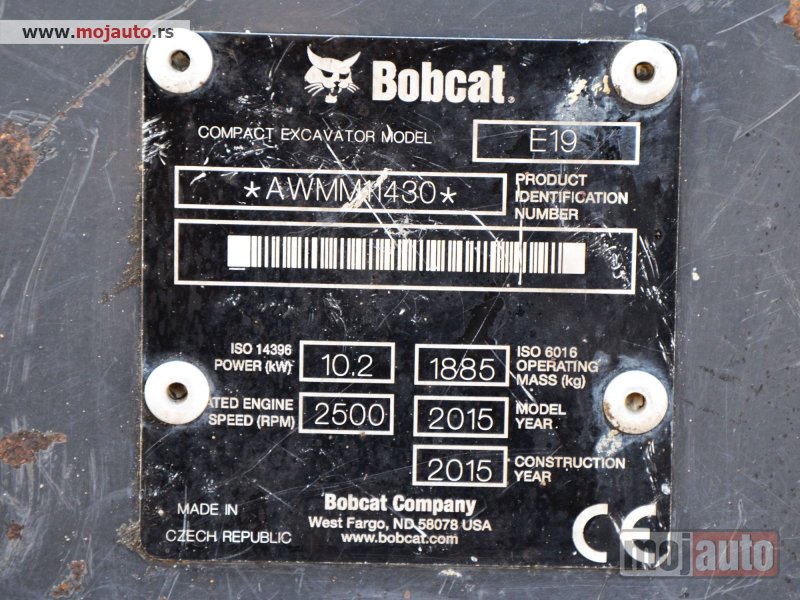 www.mojauto.rs
Bobcat®
COMPACT EXCAVATOR MODEL E19
*AWMM11430*
PRODUCT
IDENTIFICATION
NUMBER
ISO 14396
POWER (kW) 10.2
1885 ISO 6016
OPERATING
MASS (kg)
ENGINE
SPEED (RPM) 2500
2015 MODEL
YEAR
2015 CONSTRUCTION
YEAR
MADE IN
CZECH REPUBLIC
Bobcat Company
West Fargo, ND 58078 USA
www.bobcat.com
CE
mojauto